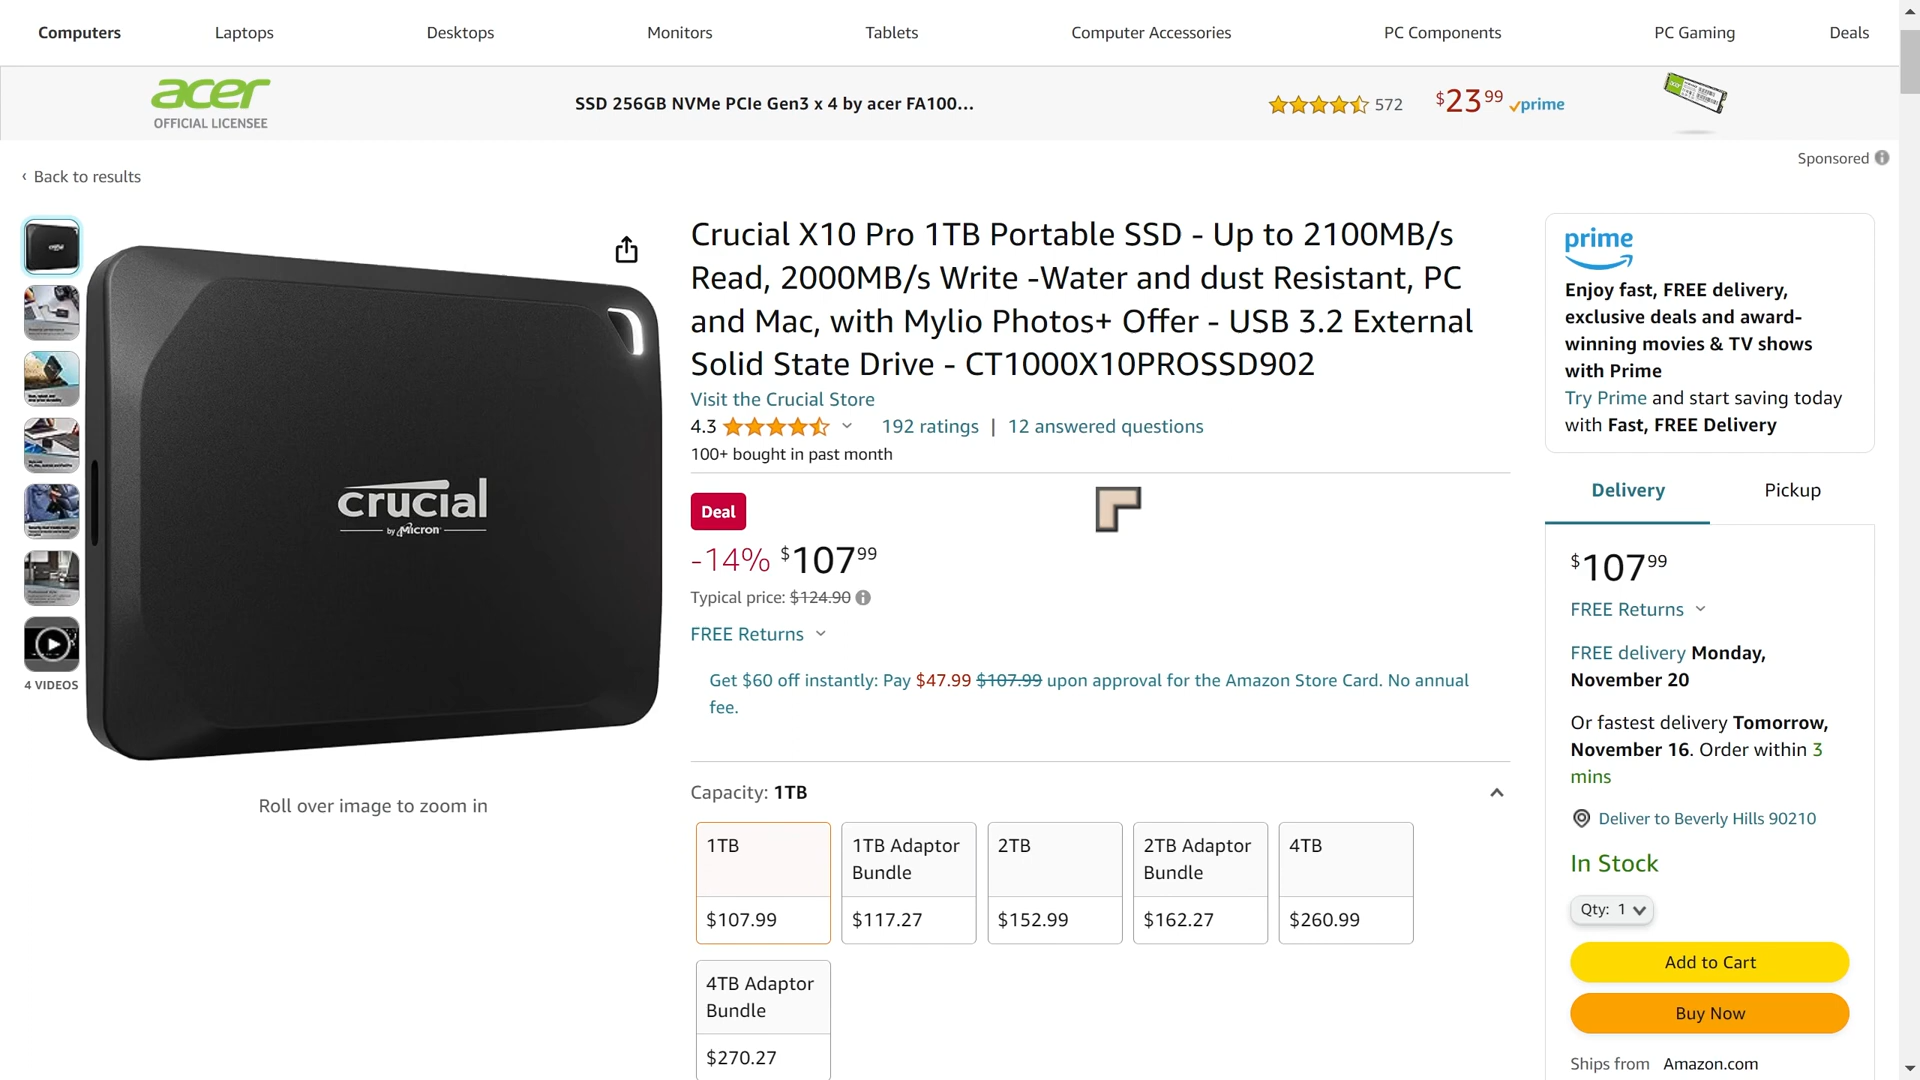 Computers
Laptops
Desktops
Monitors
Tablets
Computer Accessories
PC Components
PC Gaming
Deals
acer
OFFICIAL LICENSEE
SSD 256GB NVMe PCIe Gen3 x 4 by acer FA100...
572
$23 99
prime
Sponsored
‹ Back to results
4 VIDEOS
crucial
by Micron
Roll over image to zoom in
Crucial X10 Pro 1TB Portable SSD - Up to 2100MB/s
Read, 2000MB/s Write -Water and dust Resistant, PC
and Mac, with Mylio Photos+ Offer - USB 3.2 External
Solid State Drive - CT1000X10PROSSD902
Visit the Crucial Store
4.3
192 ratings | 12 answered questions
100+ bought in past month
Deal
-14% $107 99
Typical price: $124.90
FREE Returns
Get $60 off instantly: Pay $47.99 $107.99 upon approval for the Amazon Store Card. No annual
fee.
Capacity: 1TB
1TB
$107.99
1TB Adaptor
Bundle
$117.27
2TB
$152.99
2TB Adaptor
Bundle
$162.27
4TB
$260.99
4TB Adaptor
Bundle
$270.27
prime
Enjoy fast, FREE delivery,
exclusive deals and award-
winning movies & TV shows
with Prime
Try Prime and start saving today
with Fast, FREE Delivery
Delivery
Pickup
$107 99
FREE Returns
FREE delivery Monday,
November 20
Or fastest delivery Tomorrow,
November 16. Order within 3
mins
Deliver to Beverly Hills 90210
In Stock
Qty: 1
Add to Cart
Buy Now
Ships from Amazon.com